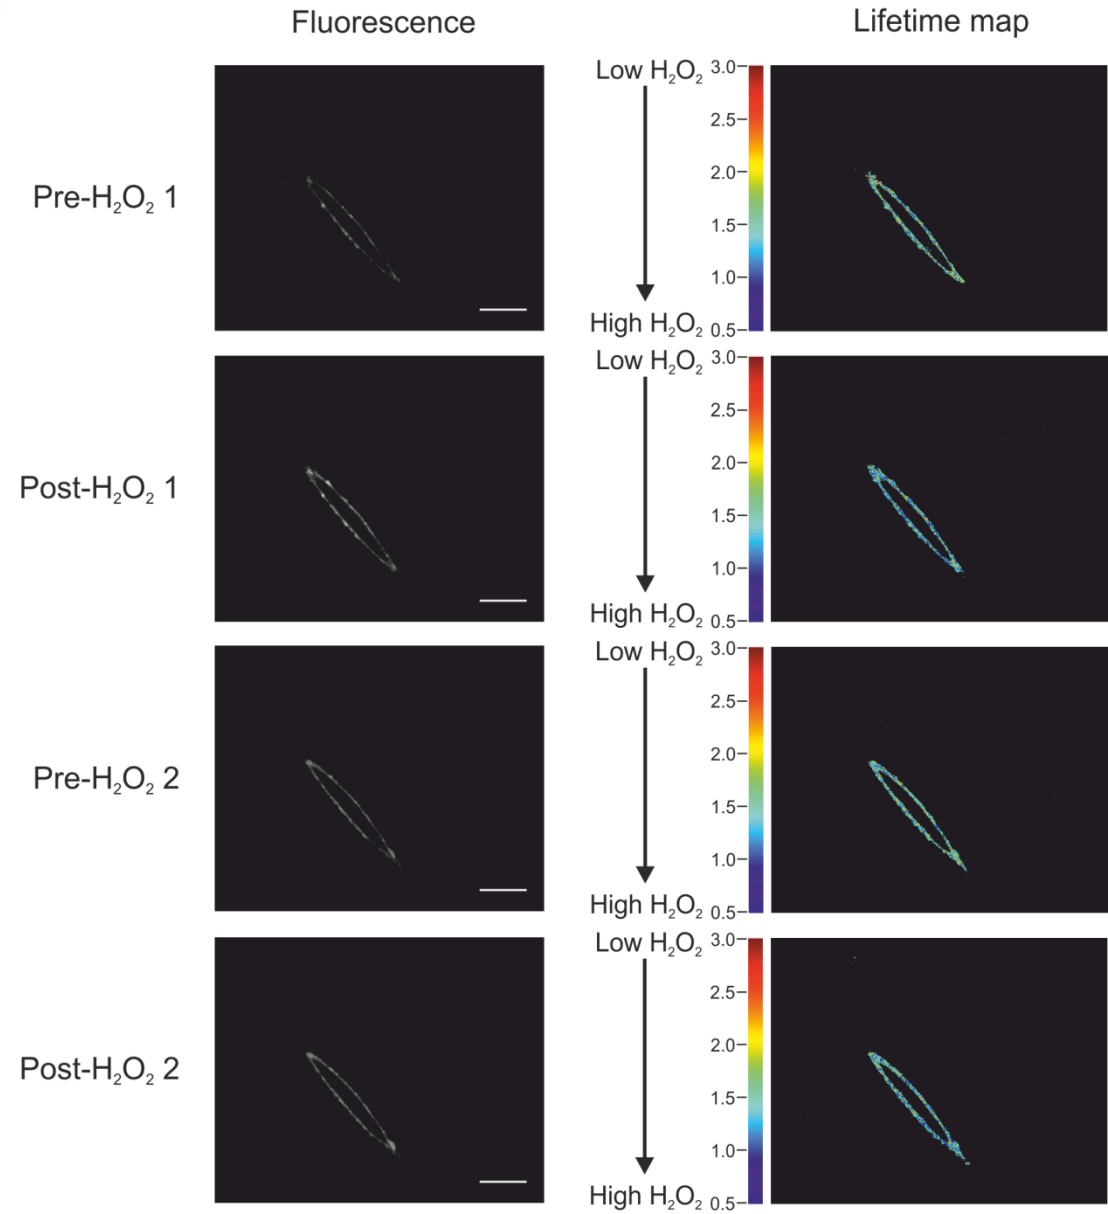 Fluorescence
Lifetime map
Pre-H₂O₂ 1
Low H₂O₂
High H₂O₂
3.0
2.5
2.0
1.5
1.0
0.5
Post-H₂O₂ 1
Low H₂O₂
High H₂O₂
3.0
2.5
2.0
1.5
1.0
0.5
Pre-H₂O₂ 2
Low H₂O₂
High H₂O₂
3.0
2.5
2.0
1.5
1.0
0.5
Post-H₂O₂ 2
Low H₂O₂
High H₂O₂
3.0
2.5
2.0
1.5
1.0
0.5